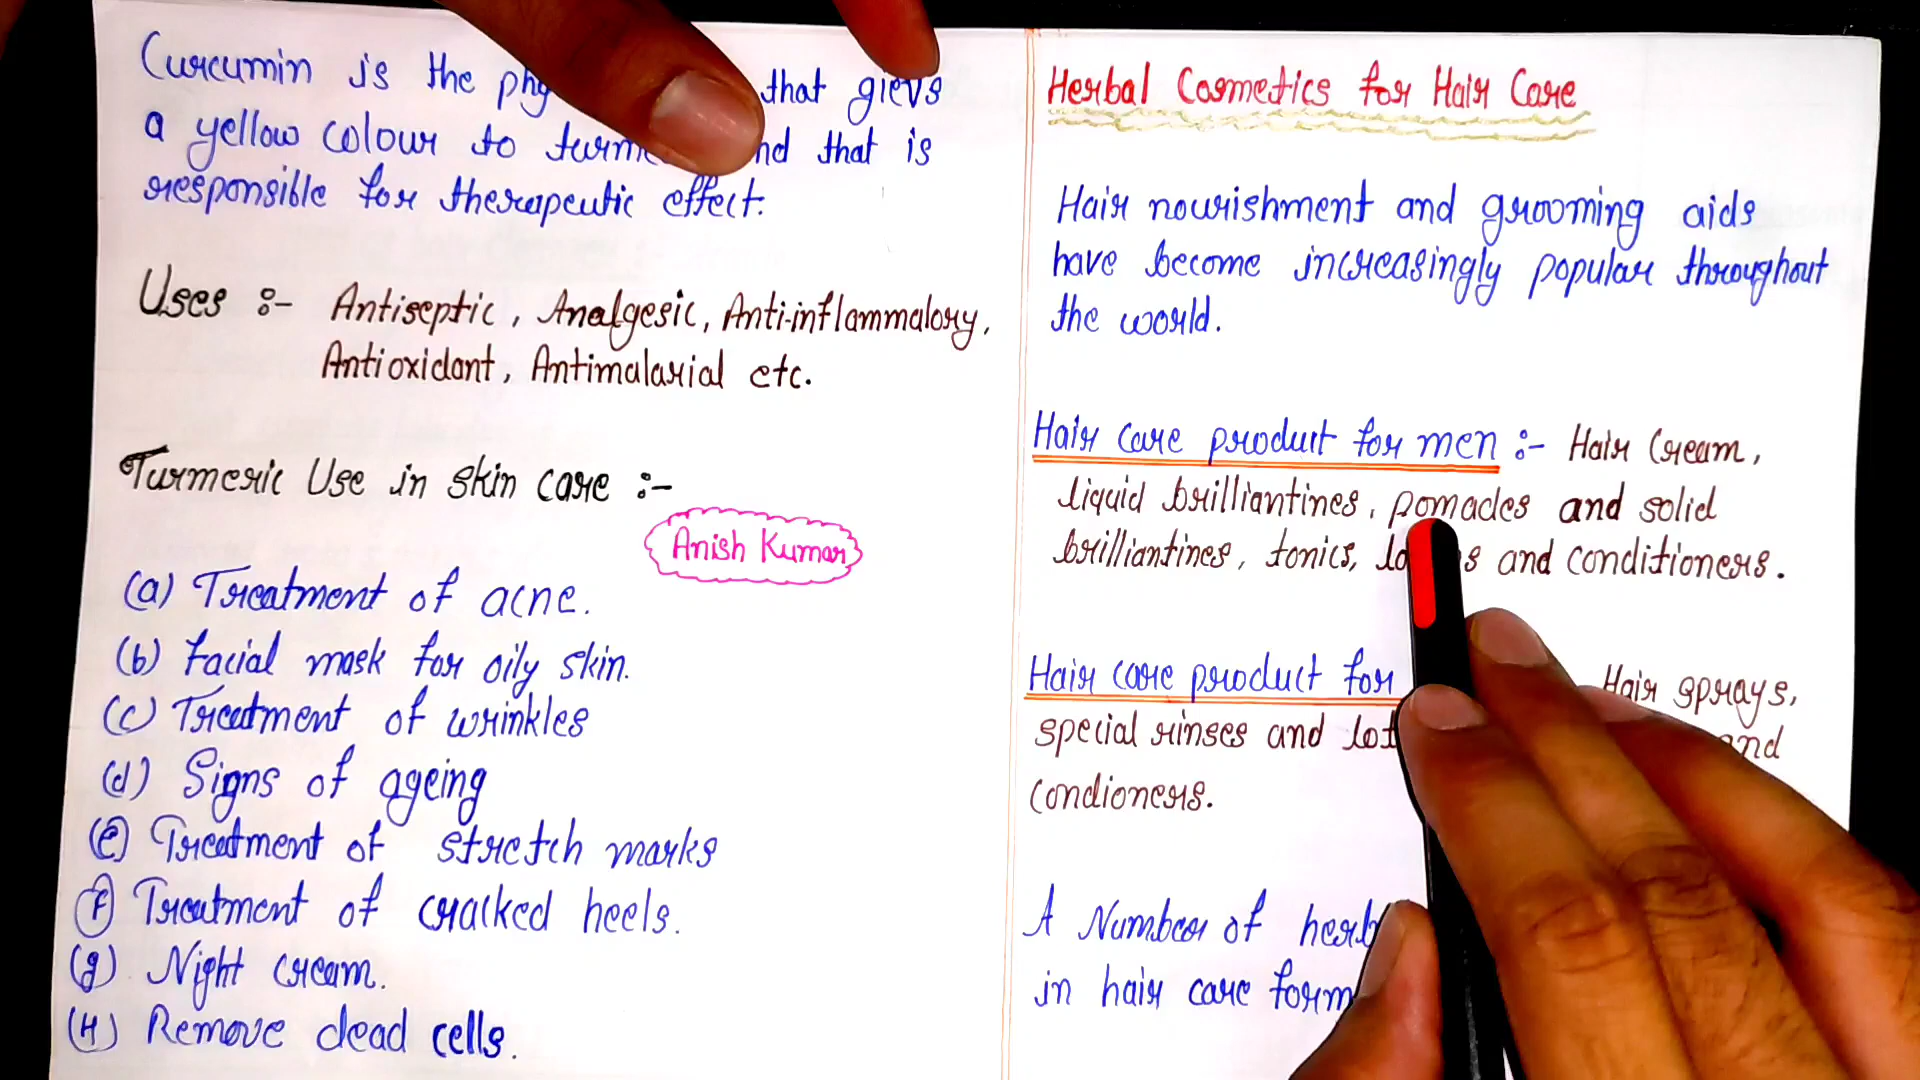 Curcumin is the that gievs
a yellow colour to that is
responsible for therapeutic effect.
Uses :- Antiseptic, Analgesic, Anti-inflammalory,
Antioxidant, Antimalarial etc.
Turmeric Use in skin care :-
Anish Kumar
(a) Treatment of acne.
(b) Facial mask for oily skin.
(c) Treatment of wrinkles
(d) Signs of ageing
(e) Treatment of stretch marks
(f) Treatment of cracked heels.
(g) Night cream.
(H) Remove dead cells.
Herbal Cosmetics for Hair Care
Hair nourishment and grooming aids
have become increasingly popular throughout
the world.
Hair care product for men :- Hair Cream,
liquid brilliantines, pomades and solid
brilliantines, tonics, and conditioners.
Hair care product for Hair sprays,
special rinses and and
condioners.
A Number of
in hair care